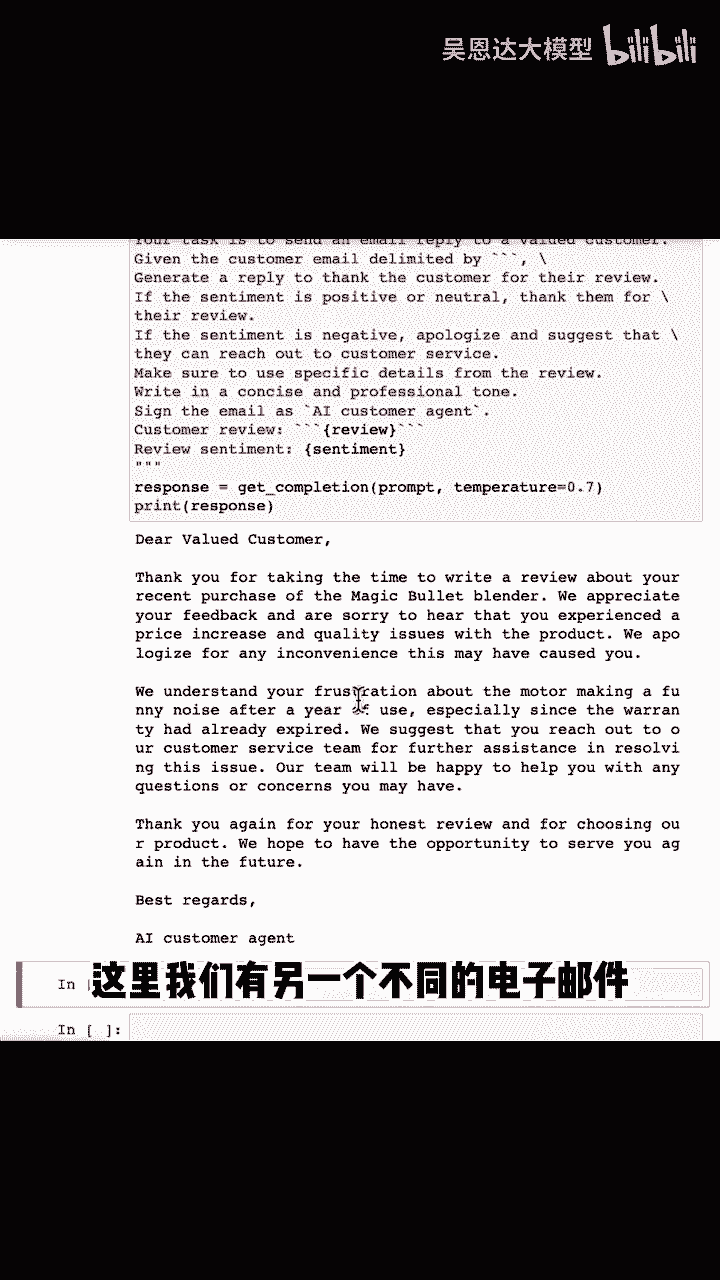 吴恩达大模型 bilibili
Your task is to send an email reply to a valued customer.
Given the customer email delimited by ```, \
Generate a reply to thank the customer for their review.
If the sentiment is positive or neutral, thank them for \
their review.
If the sentiment is negative, apologize and suggest that \
they can reach out to customer service.
Make sure to use specific details from the review.
Write in a concise and professional tone.
Sign the email as `AI customer agent`.
Customer review: ```{review}```
Review sentiment: {sentiment}
"""
response = get_completion(prompt, temperature=0.7)
print(response)
Dear Valued Customer,
Thank you for taking the time to write a review about your
recent purchase of the Magic Bullet blender. We appreciate
your feedback and are sorry to hear that you experienced a
price increase and quality issues with the product. We apo
logize for any inconvenience this may have caused you.
We understand your frustration about the motor making a fu
nny noise after a year of use, especially since the warran
ty had already expired. We suggest that you reach out to o
ur customer service team for further assistance in resolvi
ng this issue. Our team will be happy to help you with any
questions or concerns you may have.
Thank you again for your honest review and for choosing ou
r product. We hope to have the opportunity to serve you ag
ain in the future.
Best regards,
AI customer agent
In [
这里我们有另一个不同的电子邮件
In [ ]: